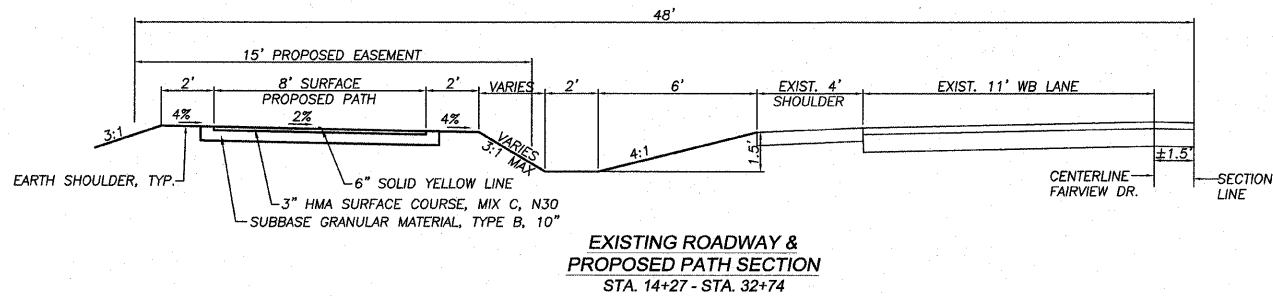 48'
15' PROPOSED EASEMENT
2'
8' SURFACE
PROPOSED PATH
2'
VARIES
2'
6'
EXIST. 4'
SHOULDER
EXIST. 11' WB LANE
3:1
4%
2%
4%
VARIES
3:1 MAX
4:1
1.5'
±1.5'
EARTH SHOULDER, TYP.
6" SOLID YELLOW LINE
3" HMA SURFACE COURSE, MIX C, N30
SUBBASE GRANULAR MATERIAL, TYPE B, 10"
CENTERLINE
FAIRVIEW DR.
SECTION
LINE
EXISTING ROADWAY &
PROPOSED PATH SECTION
STA. 14+27 - STA. 32+74